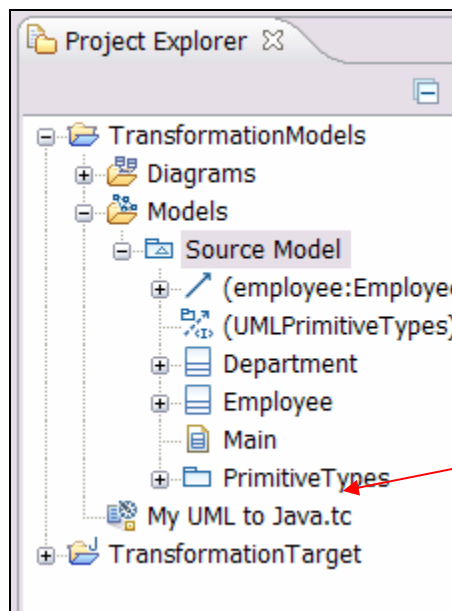 Project Explorer
TransformationModels
Diagrams
Models
Source Model
(employee:Employee
(UMLPrimitiveTypes)
Department
Employee
Main
PrimitiveTypes
My UML to Java.tc
TransformationTarget